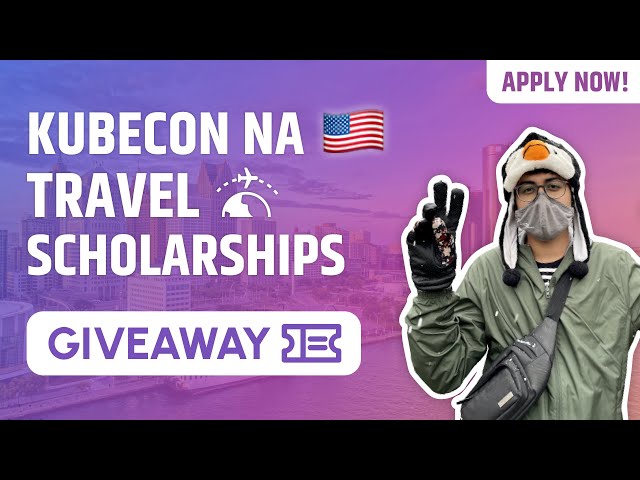 APPLY NOW!
KUBECON NA
TRAVEL
SCHOLARSHIPS
GIVEAWAY